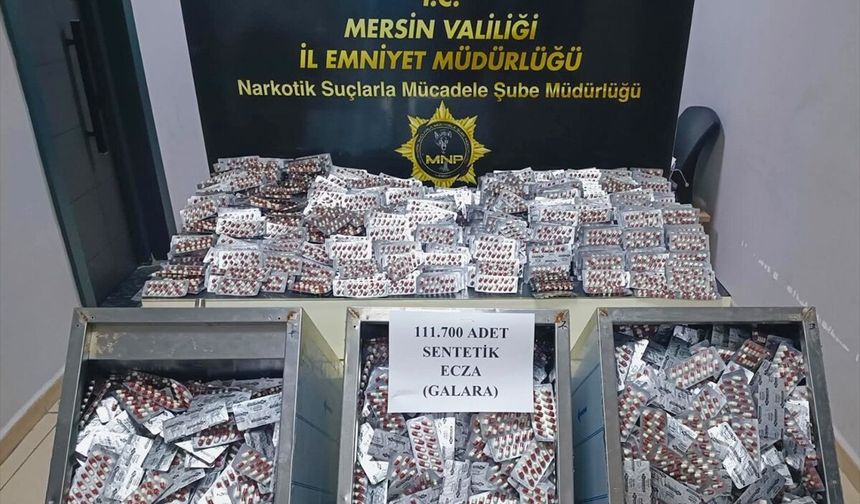 T.C.
MERSİN VALİLİĞİ
İL EMNİYET MÜDÜRLÜĞÜ
Narkotik Suçlarla Mücadele Şube Müdürlüğü
MNP
111.700 ADET
SENTETİK
ECZA
(GALARA)